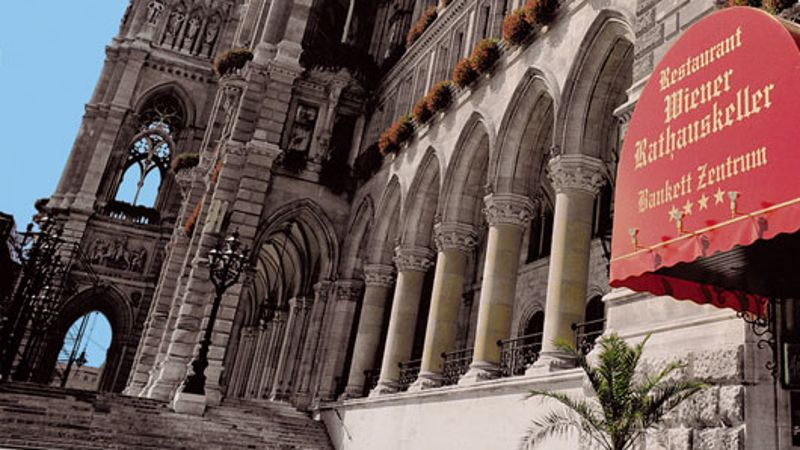 Restaurant
Wiener
Rathauskeller
Bankett Zentrum
★★★★